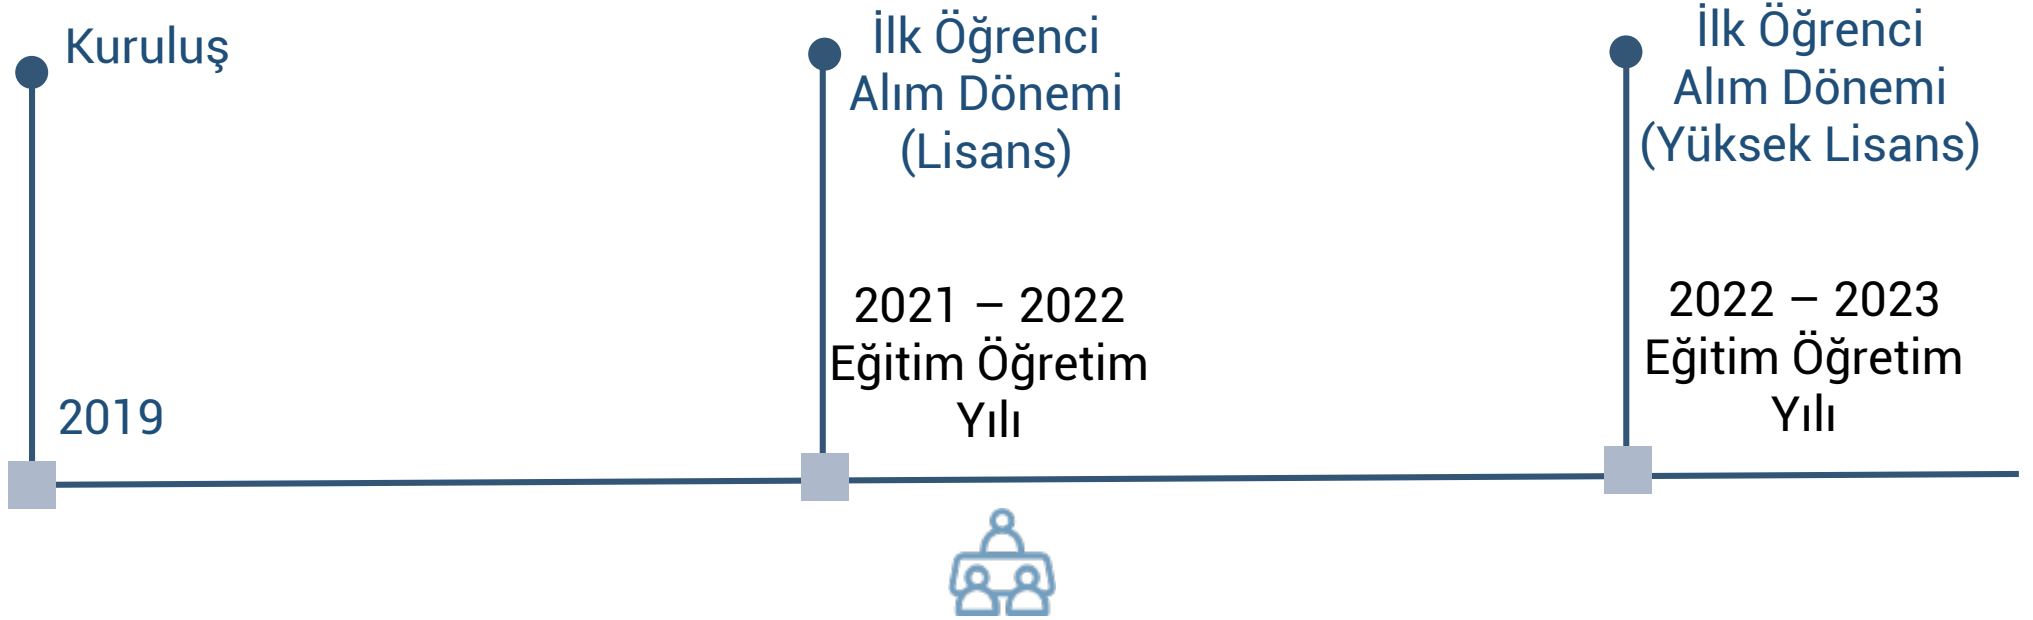 Kuruluş
2019
İlk Öğrenci
Alım Dönemi
(Lisans)
2021 – 2022
Eğitim Öğretim
Yılı
İlk Öğrenci
Alım Dönemi
(Yüksek Lisans)
2022 – 2023
Eğitim Öğretim
Yılı